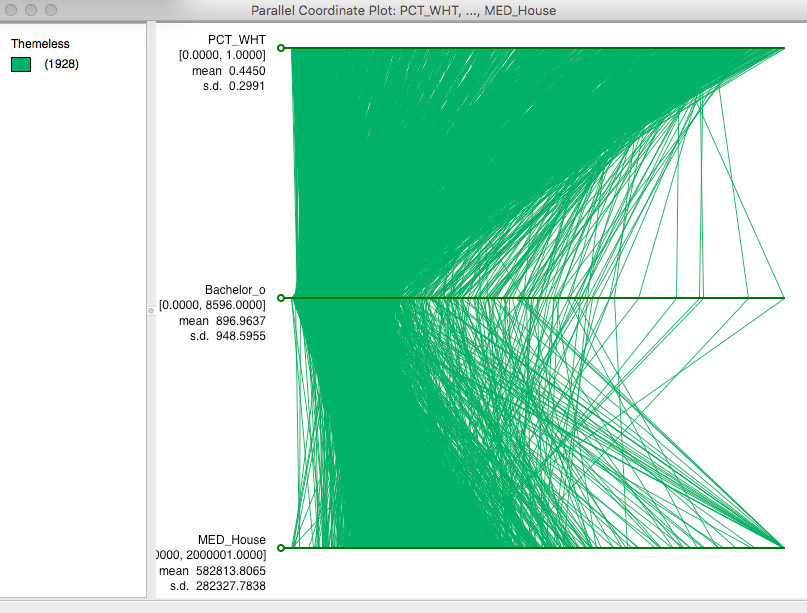 Parallel Coordinate Plot: PCT_WHT, ..., MED_House
Themeless
(1928)
PCT_WHT
[0.0000, 1.0000]
mean 0.4450
s.d. 0.2991
Bachelor_o
[0.0000, 8596.0000]
mean 896.9637
s.d. 948.5955
MED_House
0000, 2000001.0000]
mean 582813.8065
s.d. 282327.7838